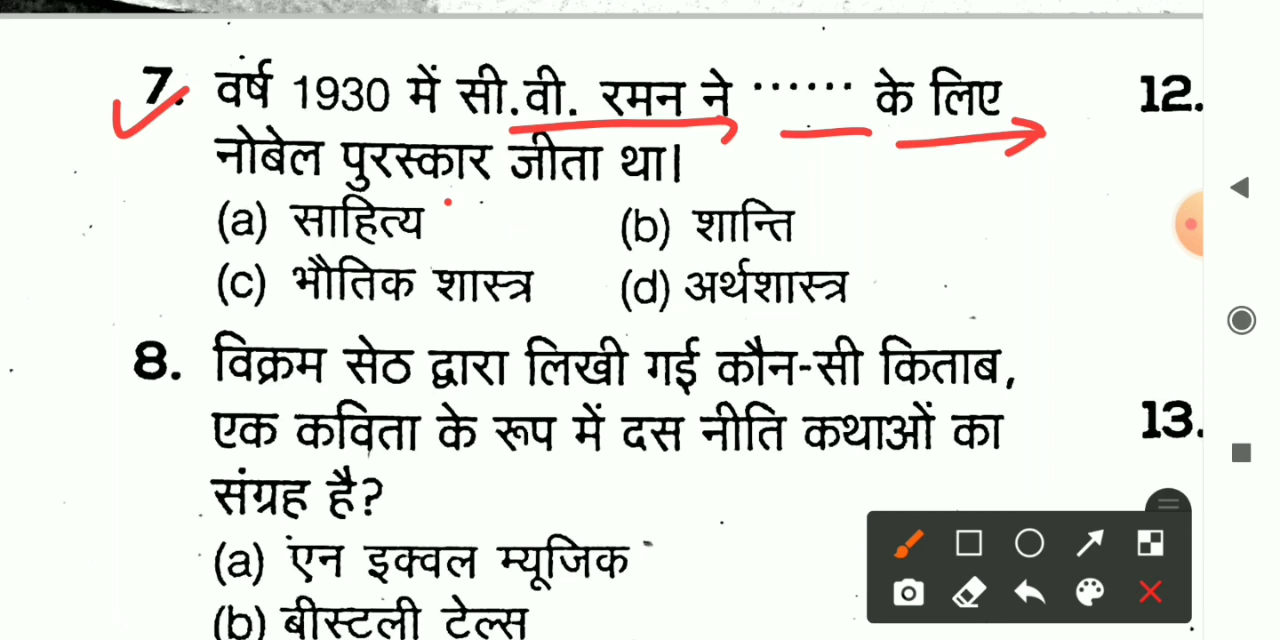 7. वर्ष 1930 में सी.वी. रमन ने ...... के लिए
नोबेल पुरस्कार जीता था।
(a) साहित्य (b) शान्ति
(c) भौतिक शास्त्र (d) अर्थशास्त्र
8. विक्रम सेठ द्वारा लिखी गई कौन-सी किताब,
एक कविता के रूप में दस नीति कथाओं का
संग्रह है?
(a) एन इक्वल म्यूजिक
(b) बीस्टली टेल्स
12.
13.